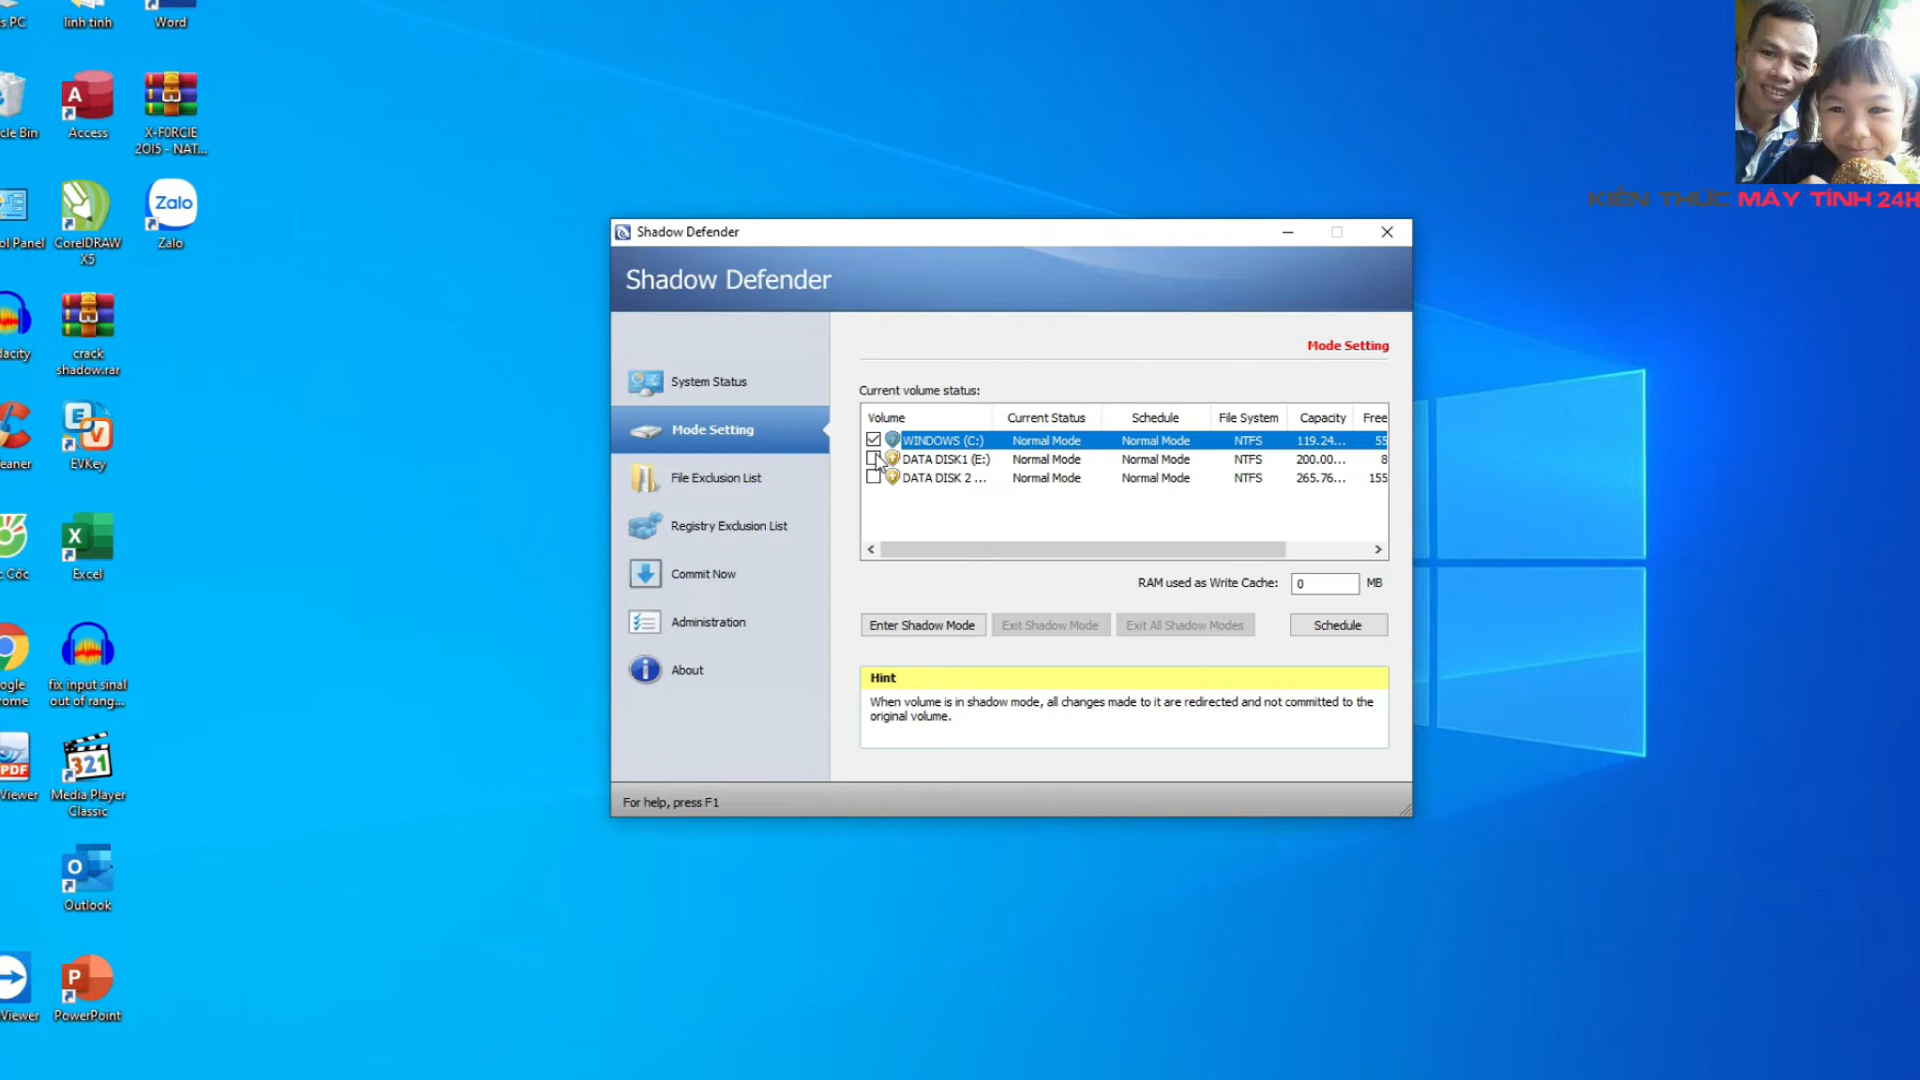 s PC
linh tinh
Word
cle Bin
Access
X-F0RCIE
2OI5 - NAT...
ol Panel
CorelDRAW
X5
Zalo
Zalo
dacity
crack
shadow.rar
eaner
EVKey
c Cốc
Excel
ogle
rome
fix input sinal
out of rang...
PDF
Viewer
321
Media Player
Classic
Outlook
Viewer
PowerPoint
KIẾN THỨC MÁY TÍNH 24H
Shadow Defender
Shadow Defender
System Status
Mode Setting
File Exclusion List
Registry Exclusion List
Commit Now
Administration
About
Mode Setting
Current volume status:
Volume Current Status Schedule File System Capacity Free
WINDOWS (C:) Normal Mode Normal Mode NTFS 119.24... 55
DATA DISK1 (E:) Normal Mode Normal Mode NTFS 200.00... 8
DATA DISK 2 ... Normal Mode Normal Mode NTFS 265.76... 155
RAM used as Write Cache: 0 MB
Enter Shadow Mode Exit Shadow Mode Exit All Shadow Modes Schedule
Hint
When volume is in shadow mode, all changes made to it are redirected and not committed to the
original volume.
For help, press F1